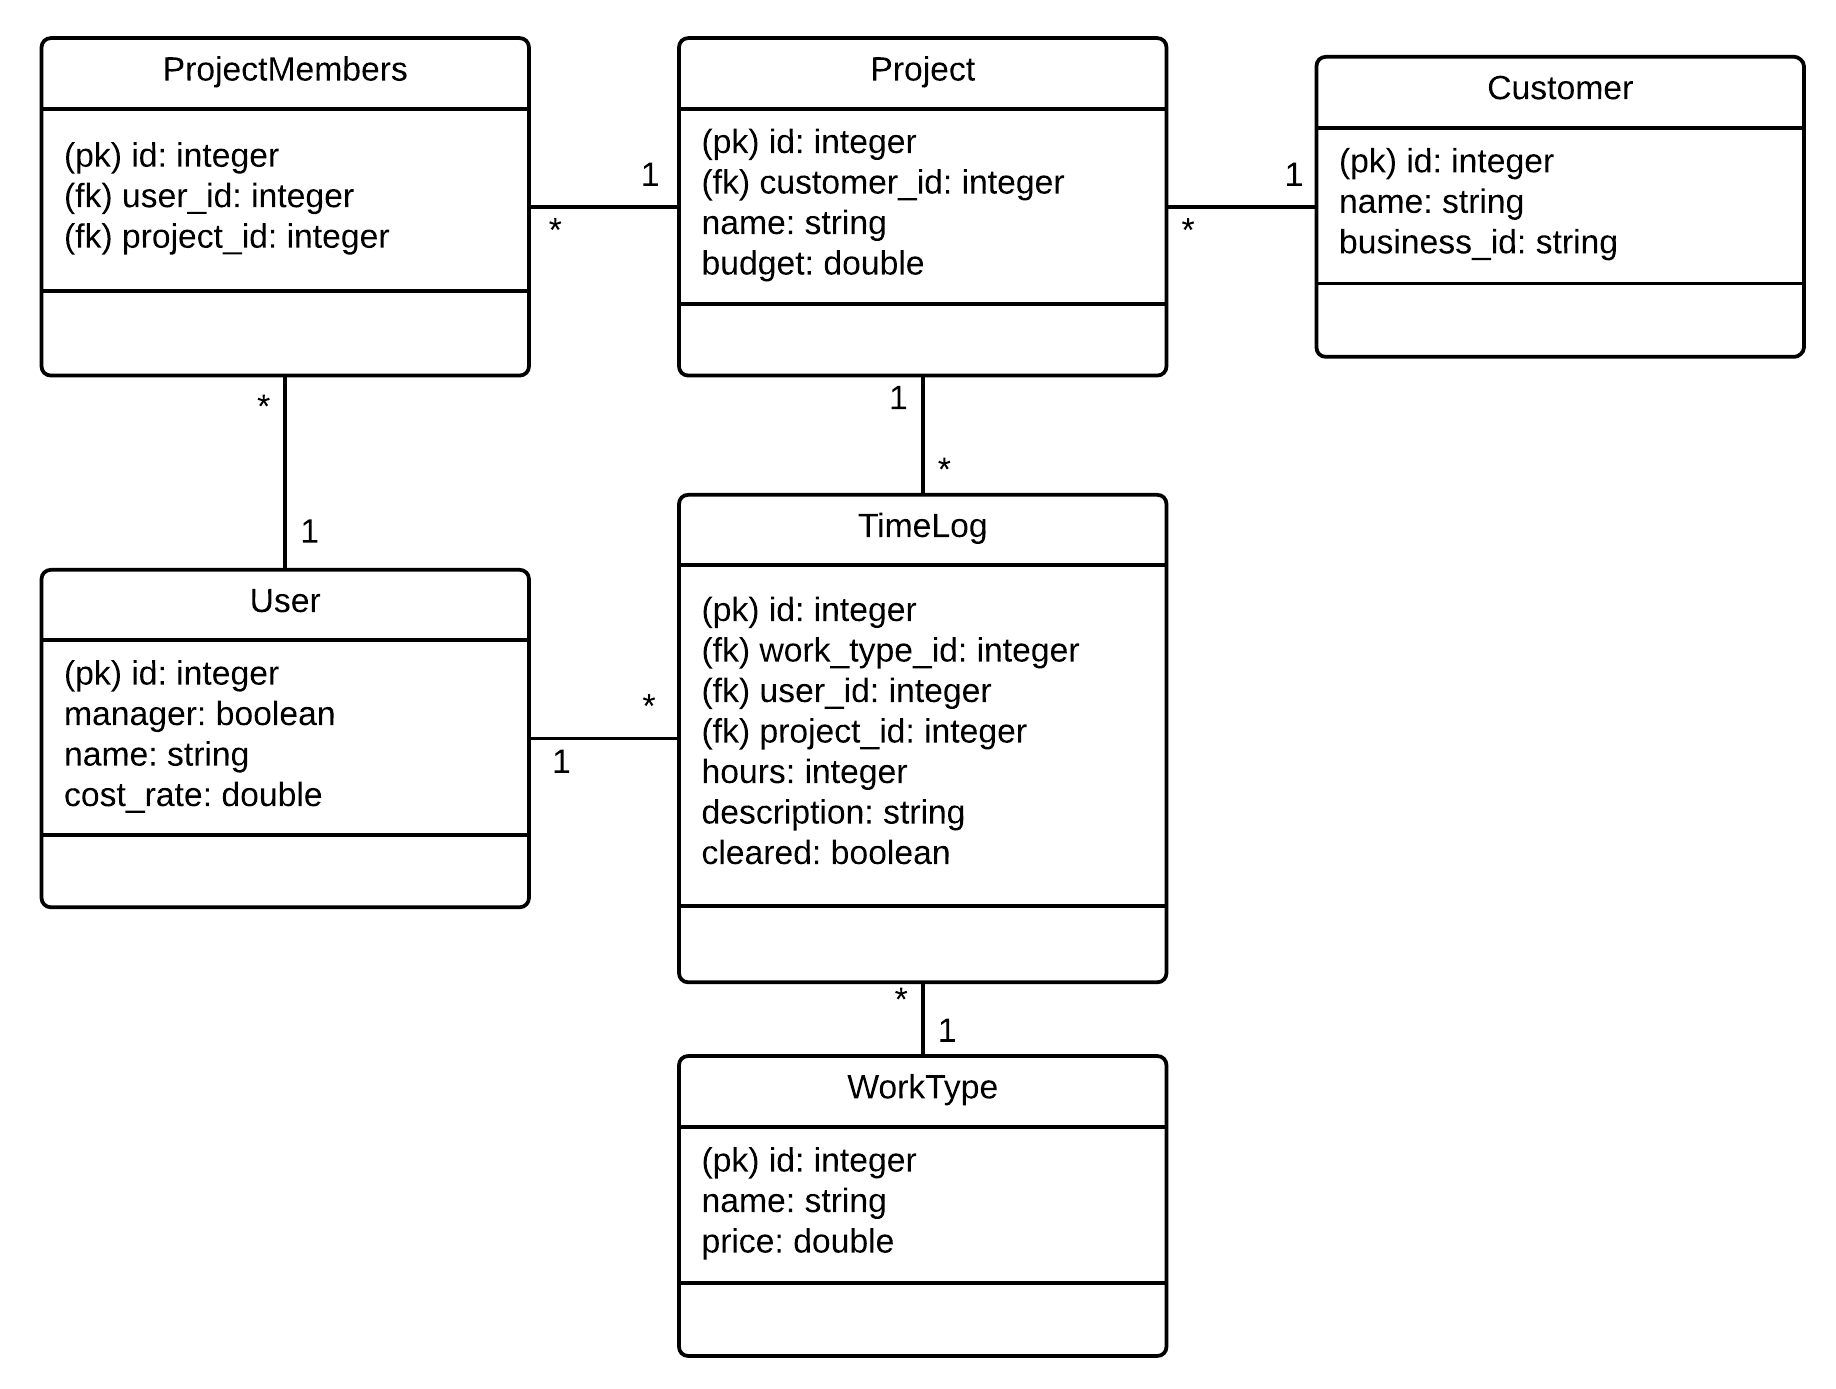 ProjectMembers
(pk) id: integer
(fk) user_id: integer
(fk) project_id: integer
1
*
Project
(pk) id: integer
(fk) customer_id: integer
name: string
budget: double
1
*
Customer
(pk) id: integer
name: string
business_id: string
*
1
1
*
User
(pk) id: integer
manager: boolean
name: string
cost_rate: double
*
1
TimeLog
(pk) id: integer
(fk) work_type_id: integer
(fk) user_id: integer
(fk) project_id: integer
hours: integer
description: string
cleared: boolean
*
1
WorkType
(pk) id: integer
name: string
price: double